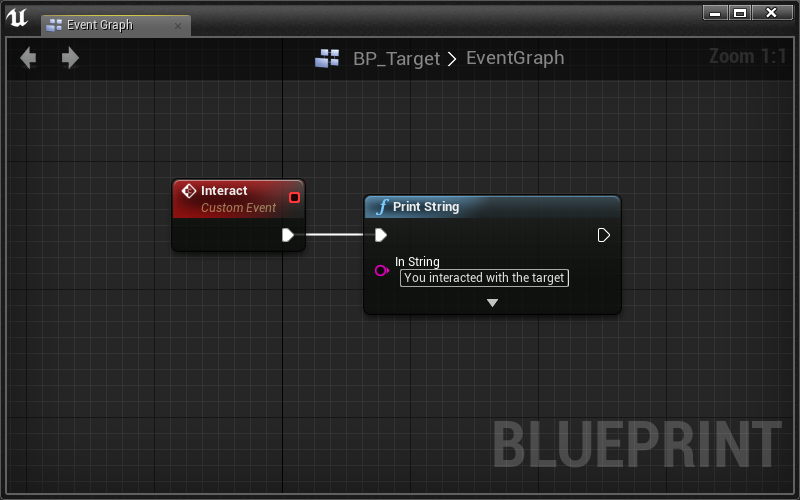 Event Graph
BP_Target > EventGraph
Zoom 1:1
Interact
Custom Event
Print String
In String
You interacted with the target
BLUEPRINT